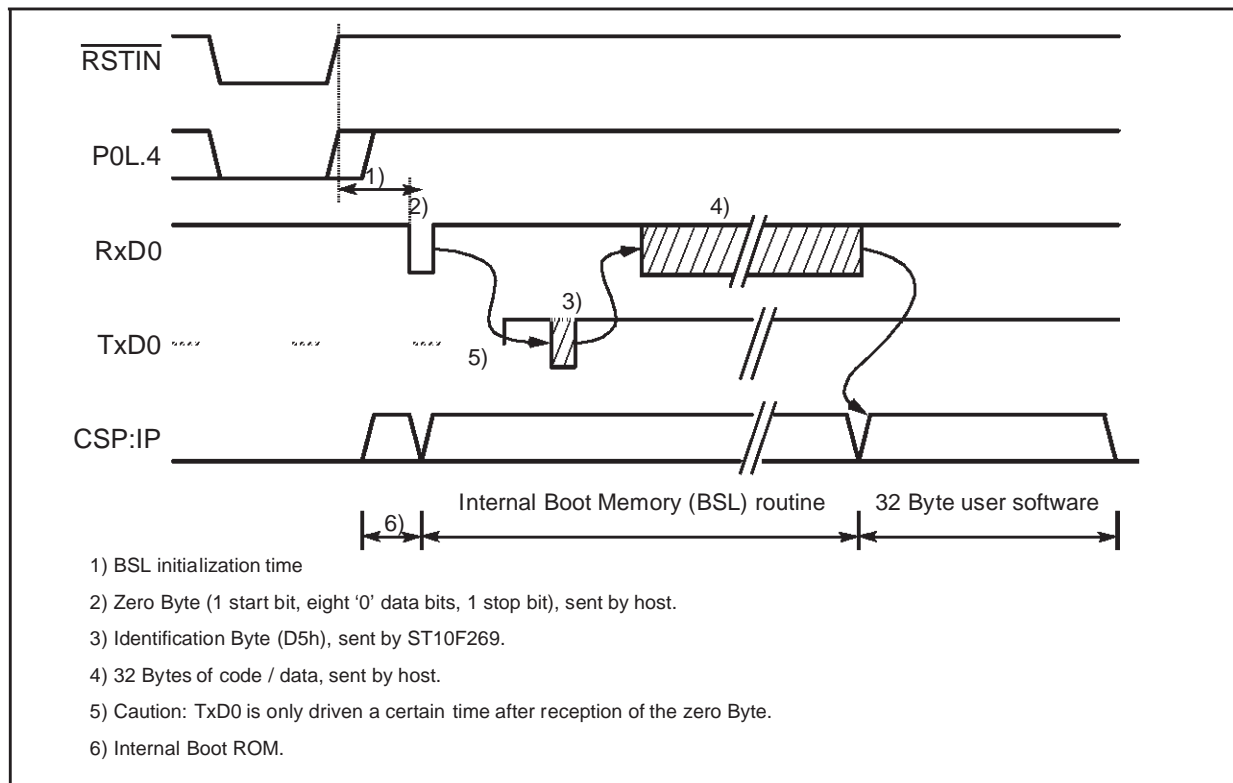 RSTIN
P0L.4
1)
2)
4)
RxD0
3)
TxD0
5)
CSP:IP
Internal Boot Memory (BSL) routine
32 Byte user software
6)
1) BSL initialization time
2) Zero Byte (1 start bit, eight ‘0’ data bits, 1 stop bit), sent by host.
3) Identification Byte (D5h), sent by ST10F269.
4) 32 Bytes of code / data, sent by host.
5) Caution: TxD0 is only driven a certain time after reception of the zero Byte.
6) Internal Boot ROM.